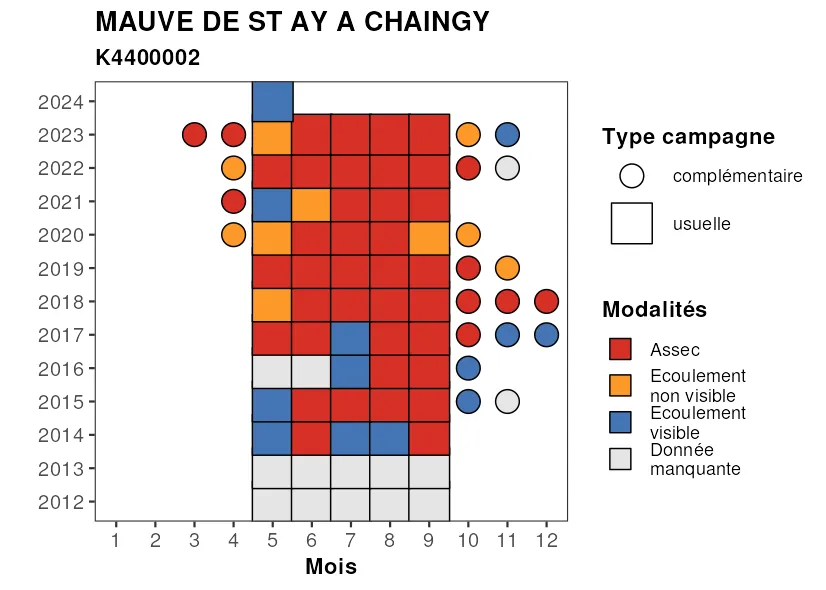 MAUVE DE ST AY A CHAINGY
K4400002
2024
2023
2022
2021
2020
2019
2018
2017
2016
2015
2014
2013
2012
1 2 3 4 5 6 7 8 9 10 11 12
Mois
Type campagne
complémentaire
usuelle
Modalités
Assec
Ecoulement
non visible
Ecoulement
visible
Donnée
manquante